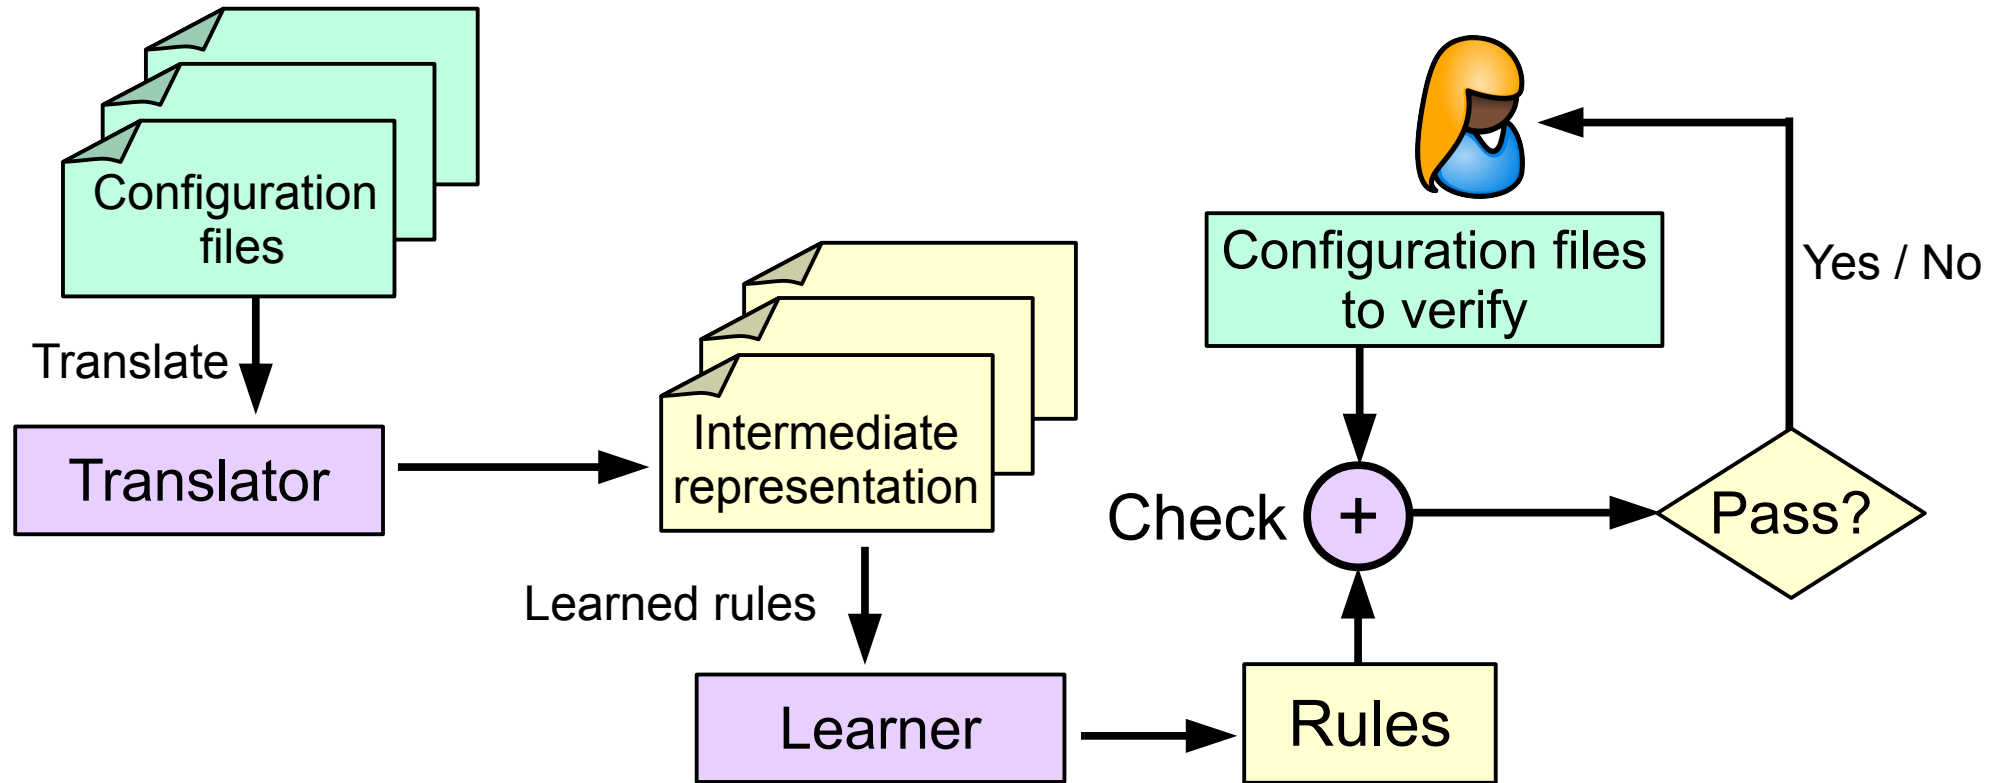 Configuration
files
Translate
Translator
Intermediate
representation
Learned rules
Learner
Rules
Configuration files
to verify
Check
+
Pass?
Yes / No